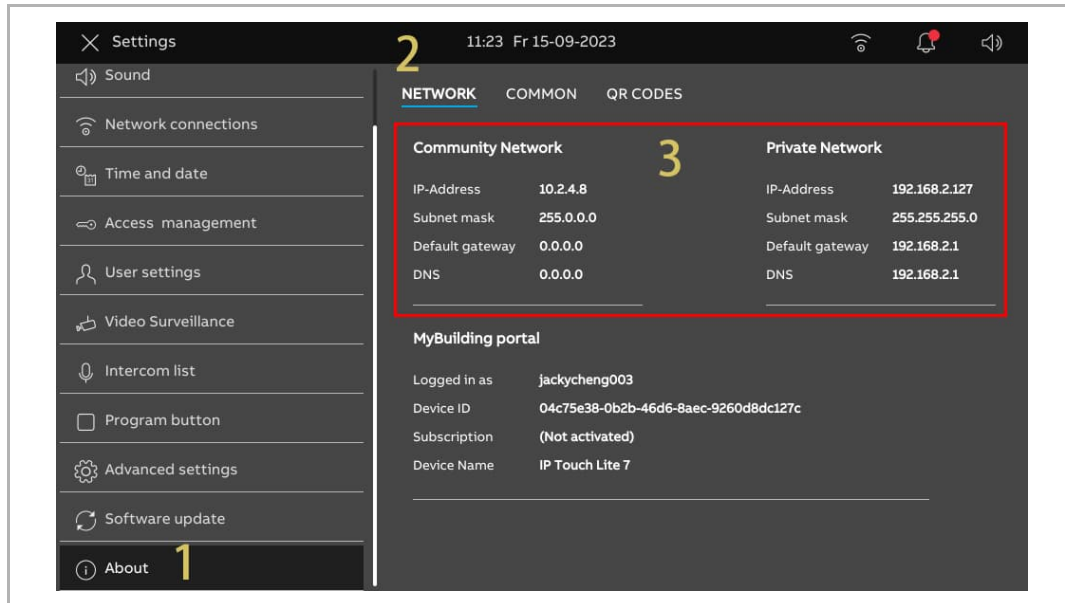 Settings
2
11:23 Fr 15-09-2023
Sound
Network connections
Time and date
Access management
User settings
Video Surveillance
Intercom list
Program button
Advanced settings
Software update
About
1
NETWORK COMMON QR CODES
3
Community Network
IP-Address 10.2.4.8
Subnet mask 255.0.0.0
Default gateway 0.0.0.0
DNS 0.0.0.0
Private Network
IP-Address 192.168.2.127
Subnet mask 255.255.255.0
Default gateway 192.168.2.1
DNS 192.168.2.1
MyBuilding portal
Logged in as jackycheng003
Device ID 04c75e38-0b2b-46d6-8aec-9260d8dc127c
Subscription (Not activated)
Device Name IP Touch Lite 7